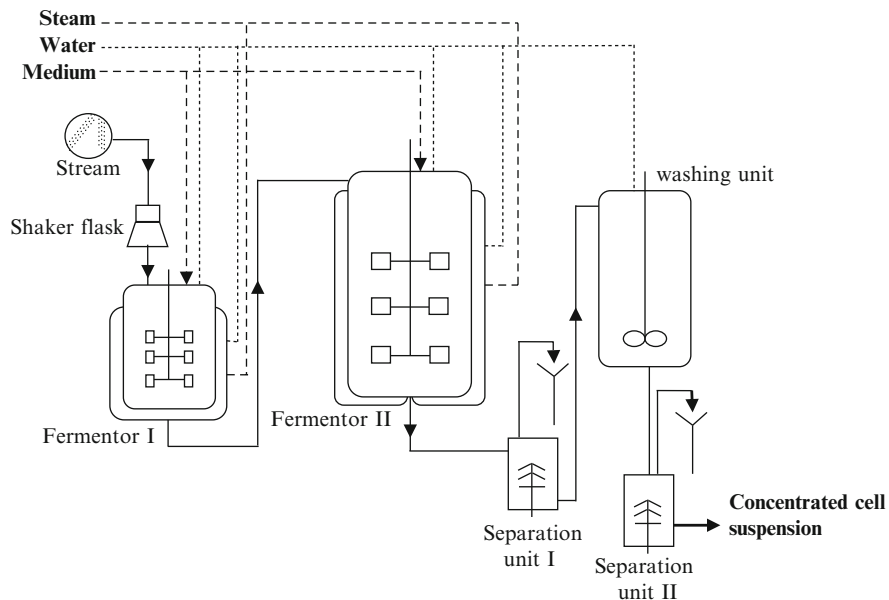 Steam
Water
Medium
Stream
washing unit
Shaker flask
Fermentor I
Fermentor II
Separation
unit I
Concentrated cell
suspension
Separation
unit II